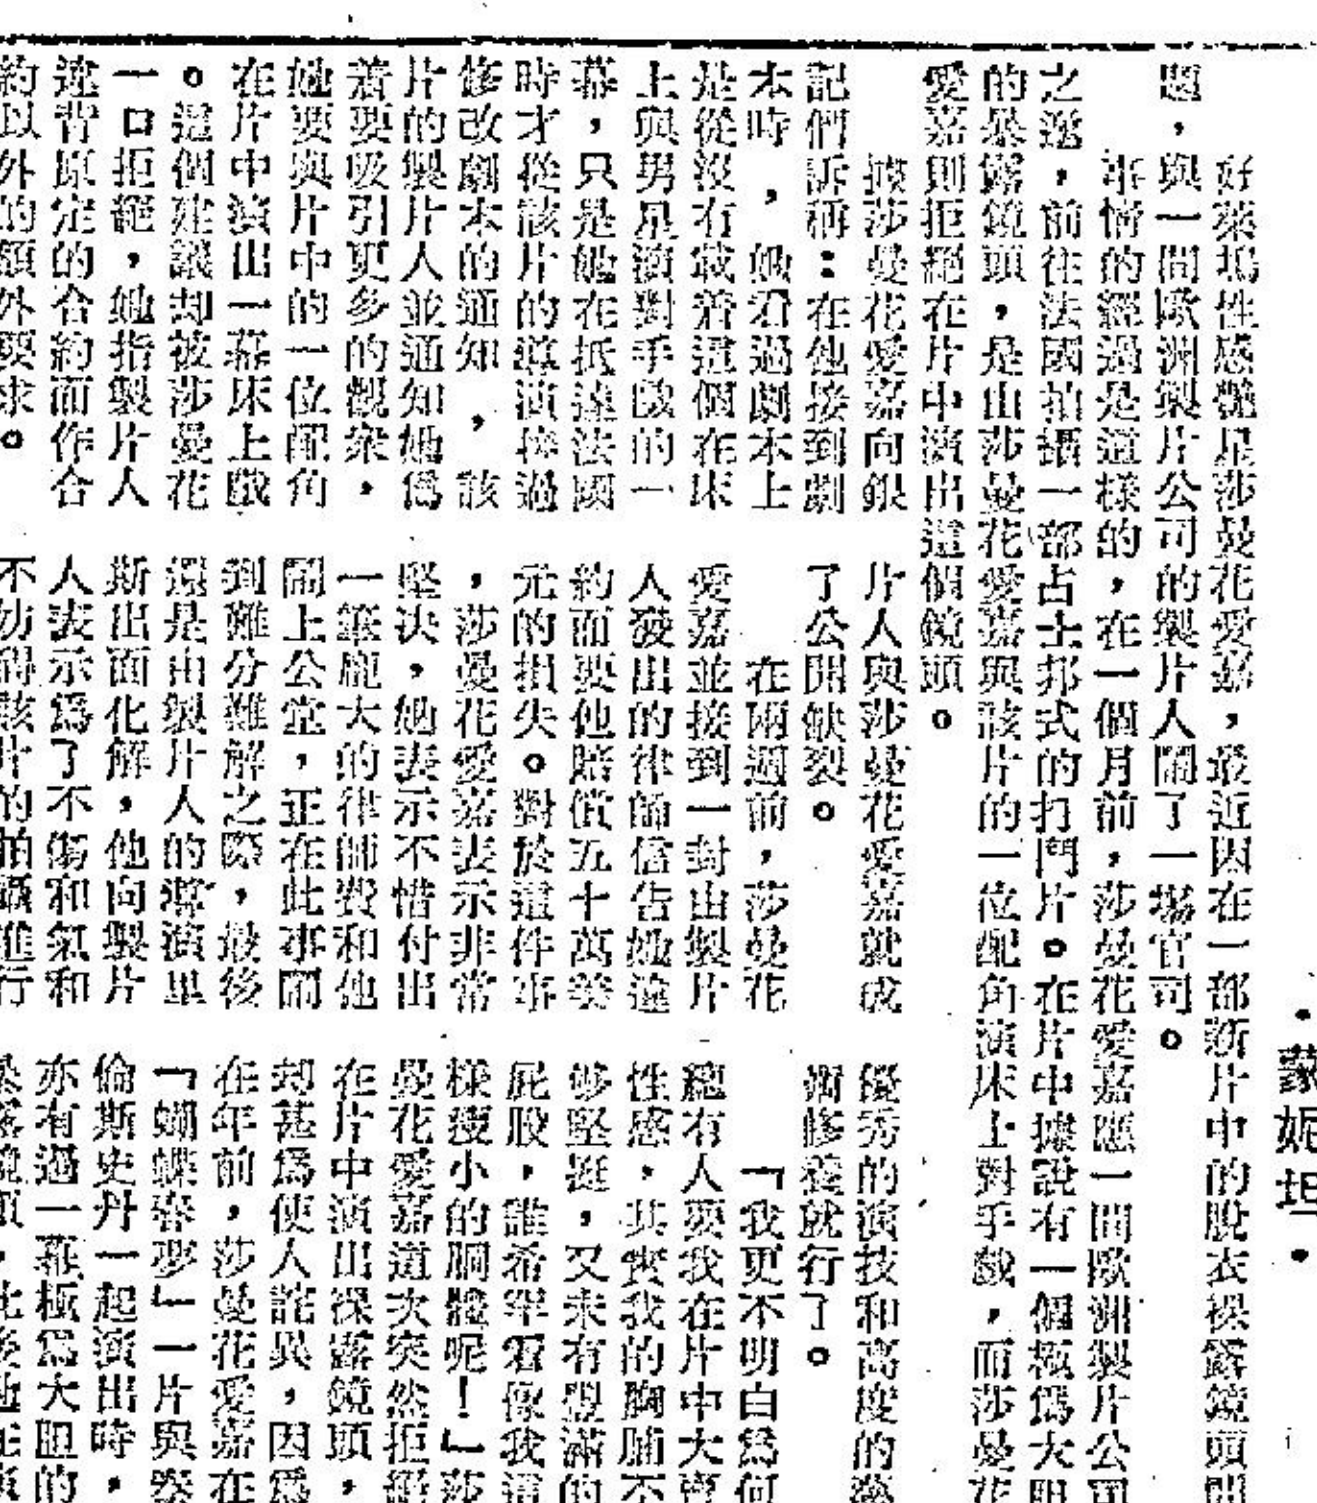 ·蒙妮坦·
好萊塢性感艷星莎曼花愛嘉，最近因在一部新片中的脫衣裸露鏡頭問
題，與一間歐洲製片公司的製片人鬧了一場官司。
事情的經過是這樣的，在一個月前，莎曼花愛嘉應一間歐洲製片公司
之邀，前往法國拍攝一部占士邦式的打鬥片。在片中據說有一個極爲大胆
的暴露鏡頭，是由莎曼花愛嘉與該片的一位配角演床上對手戲，而莎曼花
愛嘉則拒絕在片中演出這個鏡頭。
據莎曼花愛嘉向銀
記們訴稱：在他接到劇
本時，她看過劇本上
是從沒有載着這個在床
上與男星演對手戲的一
幕，只是她在抵達法國
時才從該片的導演接過
修改劇本的通知，該
片的製片人並通知她爲
着要吸引更多的觀衆，
她要與片中的一位配角
在片中演出一幕床上戲
。這個建議却被莎曼花
一口拒絕，她指製片人
違背原定的合約而作合
約以外的額外要求。
片人與莎曼花愛嘉就成
了公開缺裂。
在兩週前，莎曼花
愛嘉並接到一封由製片
人發出的律師信告她違
約而要他賠償五十萬美
元的損失。對於這件事
，莎曼花愛嘉表示非常
堅決，她表示不惜付出
一筆龐大的律師費和他
鬧上公堂，正在此事鬧
到難分難解之際，最後
還是由製片人的導演里
斯出面化解，他向製片
人表示爲了不傷和氣和
不妨碍該片的拍攝進行
優秀的演技和高度的藝
術修養就行了。
「我更不明白爲何
總有人要我在片中大賣
性感，其實我的胸脯不
够堅挺，又未有豐滿的
屁股，誰希罕看像我這
樣瘦小的胴體呢！」莎
曼花愛嘉這次突然拒絕
在片中演出裸露鏡頭，
却甚爲使人詫異，因爲
在年前，莎曼花愛嘉在
「蝴蝶春夢」一片與泰
倫斯史丹一起演出時，
亦有過一幕極爲大胆的